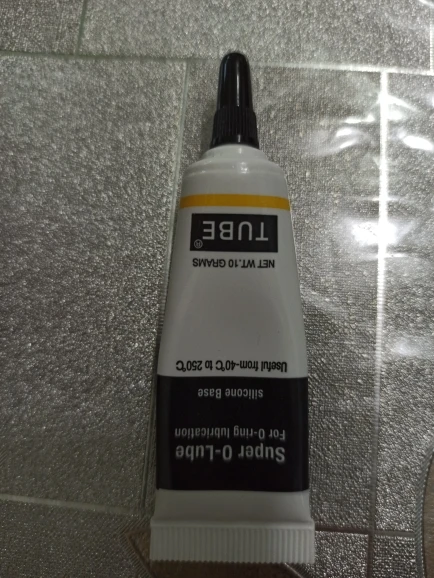 Super O-Lube
For O-ring lubrication
silicone Base
Useful from-40°C to 250°C
NET WT.10 GRAMS
TUBE®